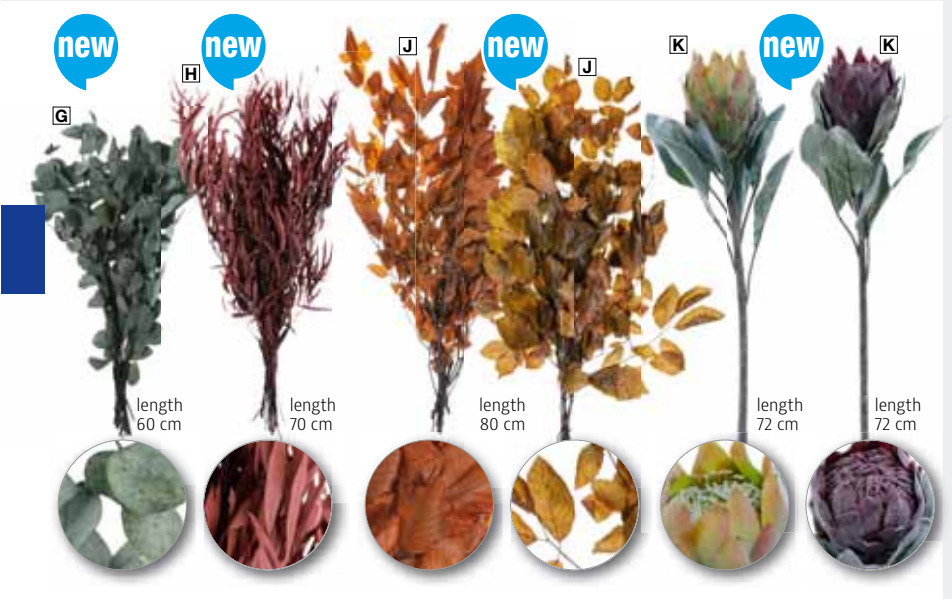 new
new
new
new
G
H
J
J
K
K
length
60 cm
length
70 cm
length
80 cm
length
72 cm
length
72 cm